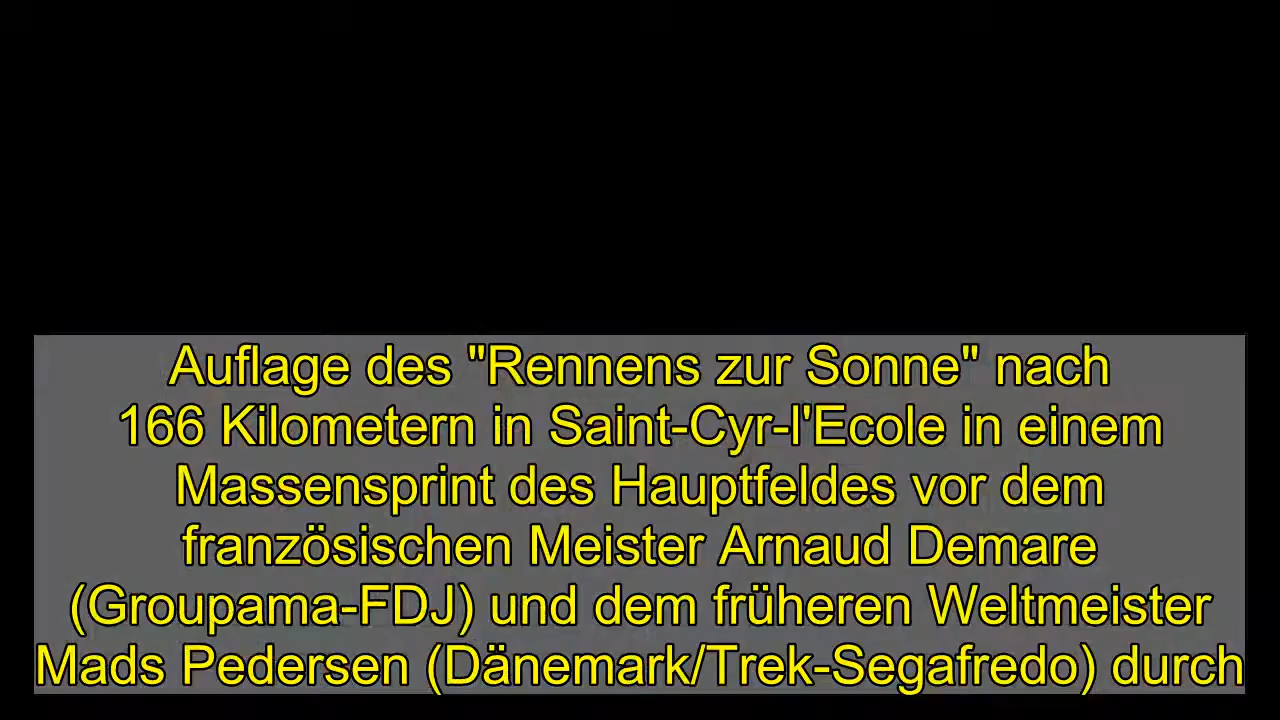 Auflage des "Rennens zur Sonne" nach
166 Kilometern in Saint-Cyr-l'Ecole in einem
Massensprint des Hauptfeldes vor dem
französischen Meister Arnaud Demare
(Groupama-FDJ) und dem früheren Weltmeister
Mads Pedersen (Dänemark/Trek-Segafredo) durch